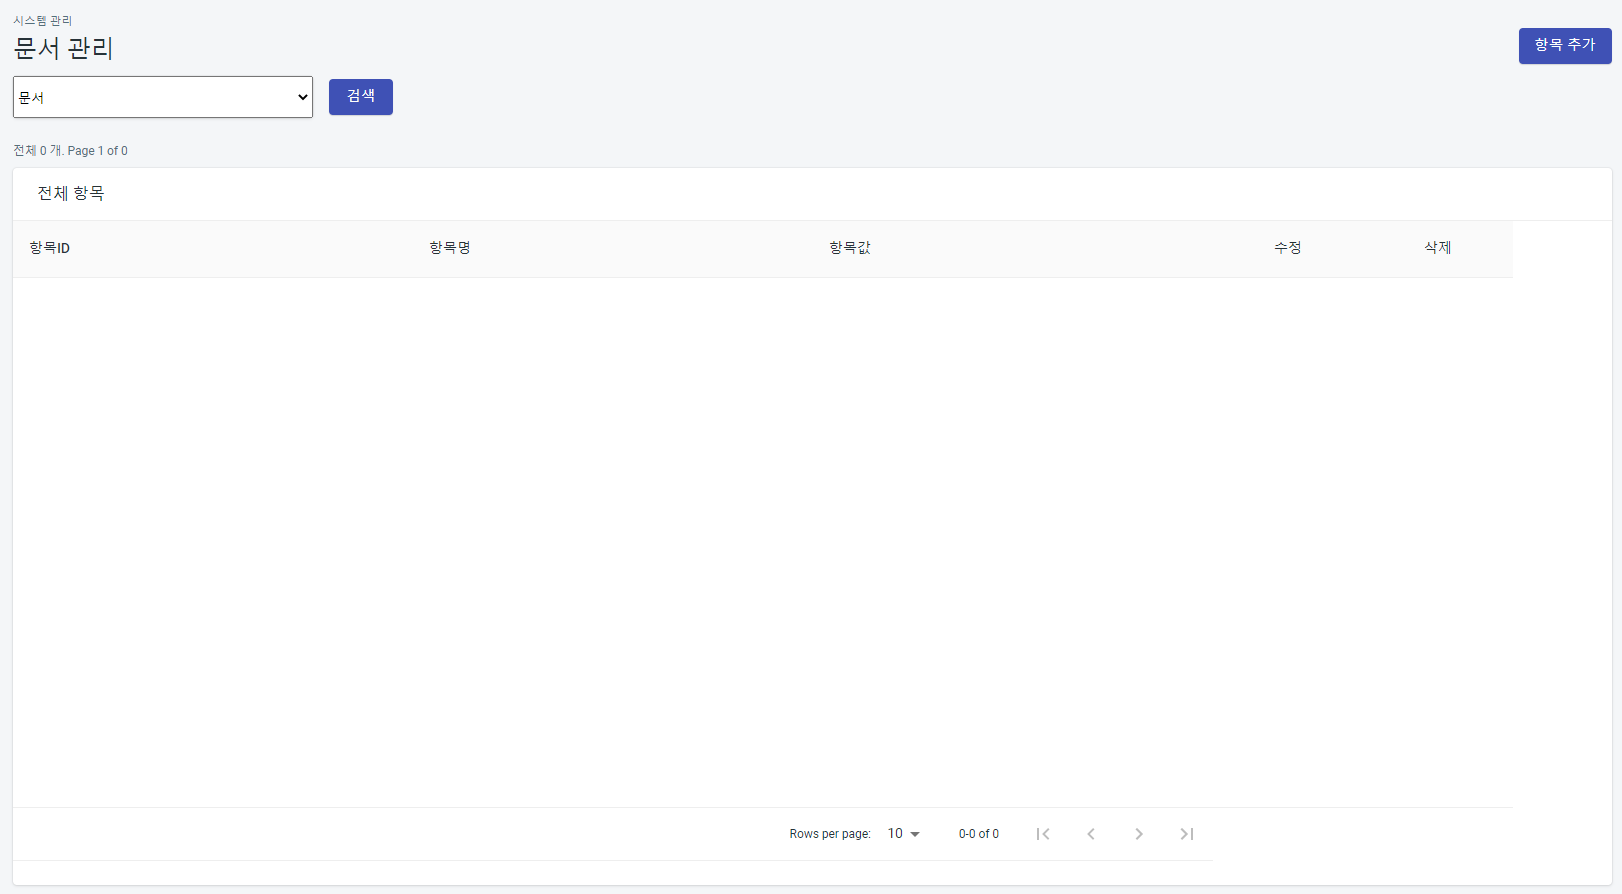 시스템 관리
문서 관리
항목 추가
문서
검색
전체 0 개. Page 1 of 0
전체 항목
항목ID 항목명 항목값 수정 삭제
Rows per page: 10 0-0 of 0